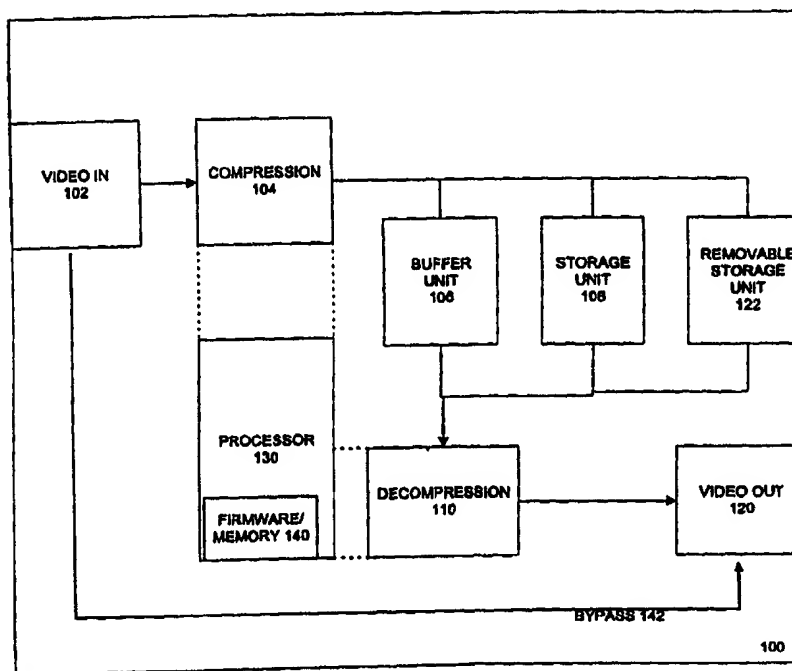 VIDEO IN
102
COMPRESSION
104
BUFFER
UNIT
106
STORAGE
UNIT
108
REMOVABLE
STORAGE
UNIT
122
PROCESSOR
130
FIRMWARE/
MEMORY 140
DECOMPRESSION
110
VIDEO OUT
120
BYPASS 142
100